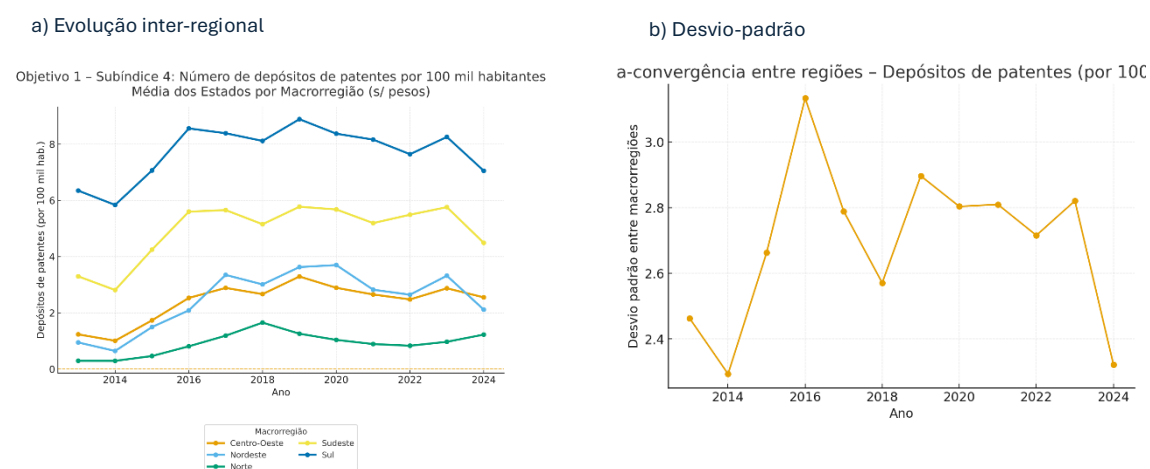 a) Evolução inter-regional
Objetivo 1 – Subíndice 4: Número de depósitos de patentes por 100 mil habitantes
Média dos Estados por Macrorregião (s/ pesos)
Depósitos de patentes (por 100 mil hab.)
8
6
4
2
0
2014
2016
2018
2020
2022
2024
Ano
Macrorregião
Centro-Oeste
Nordeste
Norte
Sudeste
Sul
b) Desvio-padrão
a-convergência entre regiões – Depósitos de patentes (por 100
Desvio padrão entre macrorregiões
3.0
2.8
2.6
2.4
2014
2016
2018
2020
2022
2024
Ano